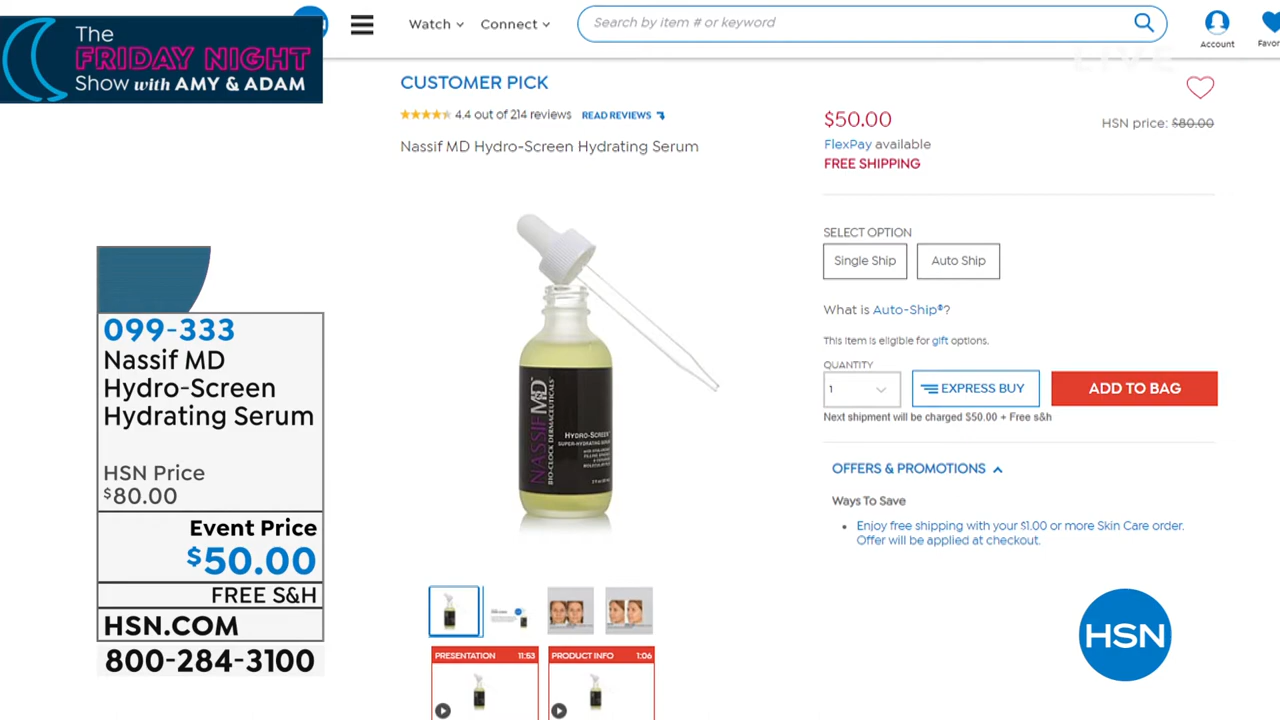 The
FRIDAY NIGHT
Show with AMY & ADAM
Watch
Connect
Search by item # or keyword
Account
Favor
LIVE
CUSTOMER PICK
4.4 out of 214 reviews READ REVIEWS
Nassif MD Hydro-Screen Hydrating Serum
$50.00
HSN price: $80.00
FlexPay available
FREE SHIPPING
SELECT OPTION
Single Ship
Auto Ship
What is Auto-Ship®?
This item is eligible for gift options.
QUANTITY
1
EXPRESS BUY
ADD TO BAG
Next shipment will be charged $50.00 + Free s&h
OFFERS & PROMOTIONS
Ways To Save
• Enjoy free shipping with your $1.00 or more Skin Care order.
Offer will be applied at checkout.
099-333
Nassif MD
Hydro-Screen
Hydrating Serum
HSN Price
$80.00
Event Price
$50.00
FREE S&H
HSN.COM
800-284-3100
NASSIFMD
BIO-CLOCK DERMACEUTICALS
HYDRO-SCREEN
SUPER-HYDRATING SERUM
PRESENTATION 11:53
PRODUCT INFO 1:06
HSN